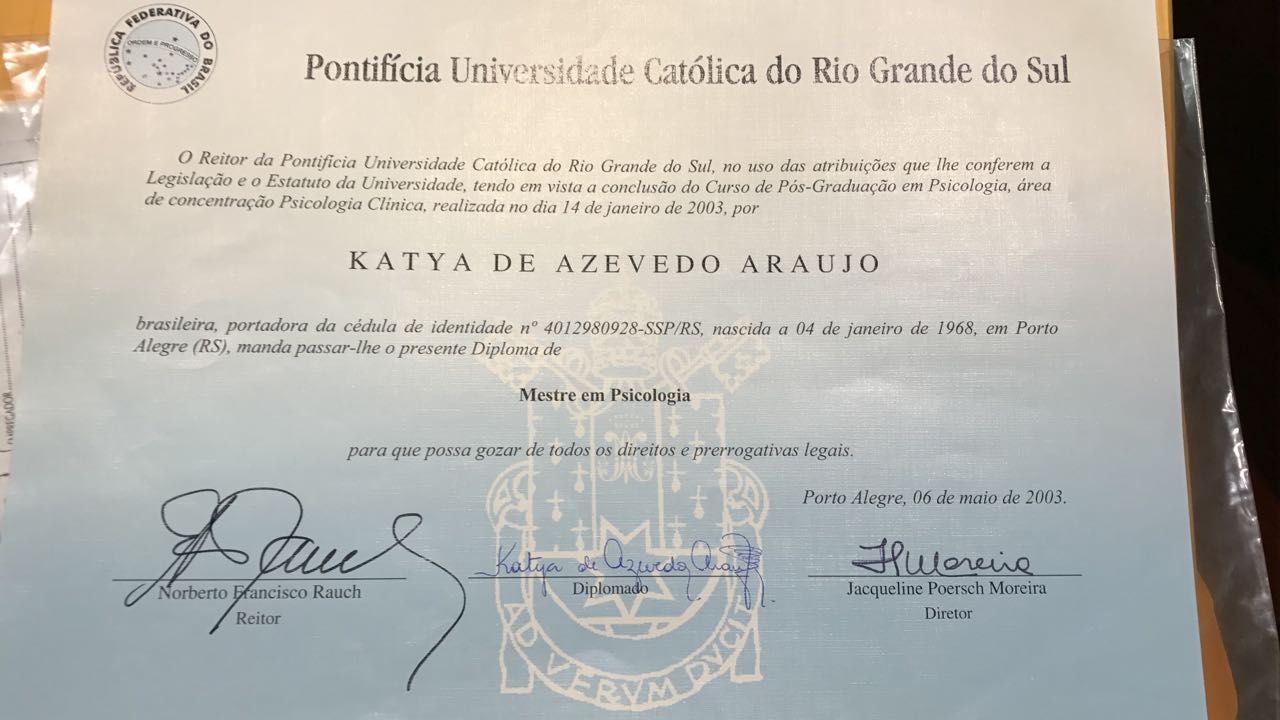 REPÚBLICA FEDERATIVA DO BRASIL
ORDEM E PROGRESSO
Pontifícia Universidade Católica do Rio Grande do Sul
O Reitor da Pontifícia Universidade Católica do Rio Grande do Sul, no uso das atribuições que lhe conferem a
Legislação e o Estatuto da Universidade, tendo em vista a conclusão do Curso de Pós-Graduação em Psicologia, área
de concentração Psicologia Clínica, realizada no dia 14 de janeiro de 2003, por
KATYA DE AZEVEDO ARAUJO
brasileira, portadora da cédula de identidade nº 4012980928-SSP/RS, nascida a 04 de janeiro de 1968, em Porto
Alegre (RS), manda passar-lhe o presente Diploma de
Mestre em Psicologia
para que possa gozar de todos os direitos e prerrogativas legais.
Porto Alegre, 06 de maio de 2003.
Katya de Azevedo Araujo
JPMoreira
Norberto Francisco Rauch
Diplomado
Jacqueline Poersch Moreira
Reitor
Diretor
AD VERVM DVCIT